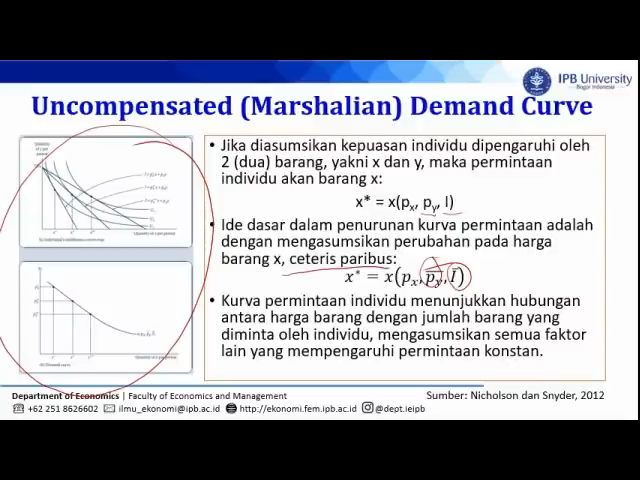 IPB University
Bogor Indonesia
Uncompensated (Marshalian) Demand Curve
• Jika diasumsikan kepuasan individu dipengaruhi oleh
2 (dua) barang, yakni x dan y, maka permintaan
individu akan barang x:
x* = x(pₓ, pᵧ, I)
• Ide dasar dalam penurunan kurva permintaan adalah
dengan mengasumsikan perubahan pada harga
barang x, ceteris paribus:
x* = x(pₓ, p̅ᵧ, I̅)
• Kurva permintaan individu menunjukkan hubungan
antara harga barang dengan jumlah barang yang
diminta oleh individu, mengasumsikan semua faktor
lain yang mempengaruhi permintaan konstan.
Department of Economics | Faculty of Economics and Management
Sumber: Nicholson dan Snyder, 2012
+62 251 8626602 ilmu_ekonomi@ipb.ac.id http://ekonomi.fem.ipb.ac.id @dept.ieipb